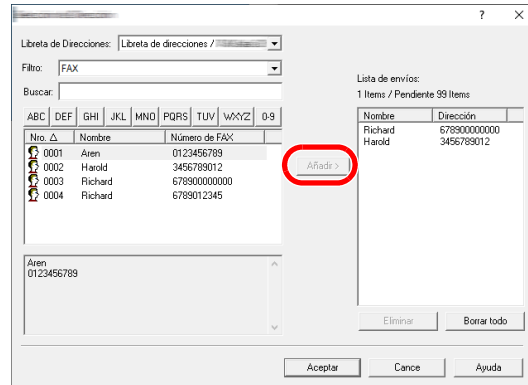 ? ×
Libreta de Direcciones: Libreta de direcciones /
Filtro: FAX
Buscar:
ABC DEF GHI JKL MNO PQRS TUV WXYZ 0-9
Nro. △ Nombre Número de FAX
0001 Aren 0123456789
0002 Harold 3456789012
0003 Richard 678900000000
0004 Richard 6789012345
Aren
0123456789
Añadir >
Lista de envíos:
1 Items / Pendiente 99 Items
Nombre Dirección
Richard 678900000000
Harold 3456789012
Eliminar Borrar todo
Aceptar Cance Ayuda